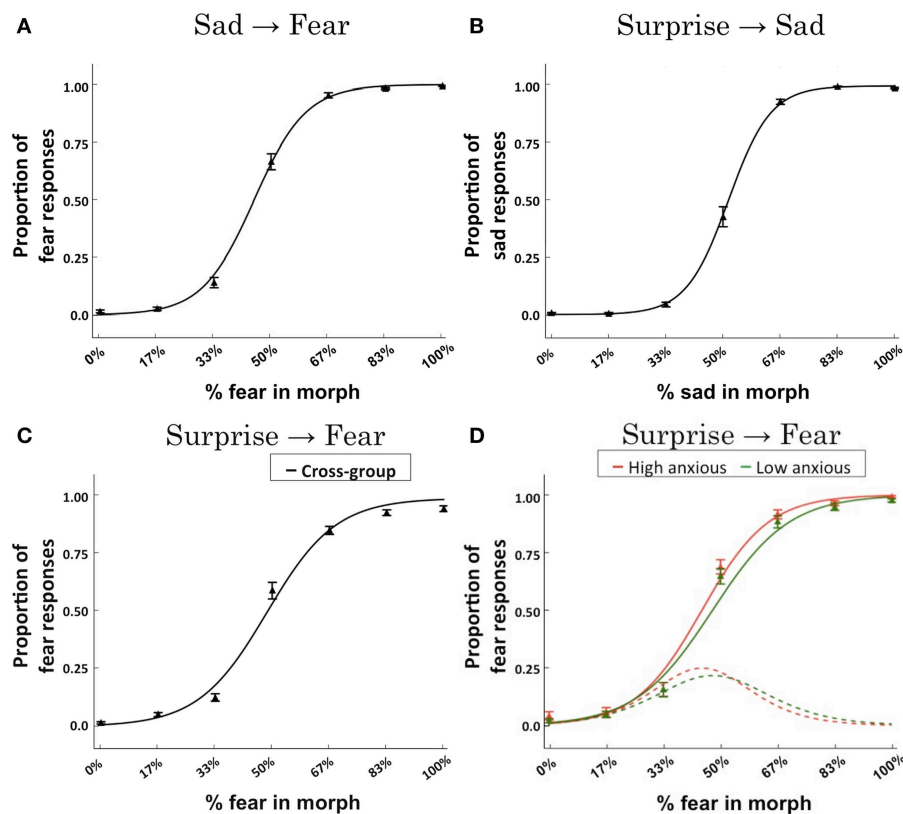 A
Sad → Fear
Proportion of
fear responses
1.00
0.75
0.50
0.25
0.0
0%
17%
33%
50%
67%
83%
100%
% fear in morph
B
Surprise → Sad
Proportion of
sad responses
1.00
0.75
0.50
0.25
0.0
0%
17%
33%
50%
67%
83%
100%
% sad in morph
C
Surprise → Fear
Cross-group
Proportion of
fear responses
1.00
0.75
0.50
0.25
0.0
0%
17%
33%
50%
67%
83%
100%
% fear in morph
D
Surprise → Fear
High anxious Low anxious
Proportion of
fear responses
1.00
0.75
0.50
0.25
0.0
0%
17%
33%
50%
67%
83%
100%
% fear in morph